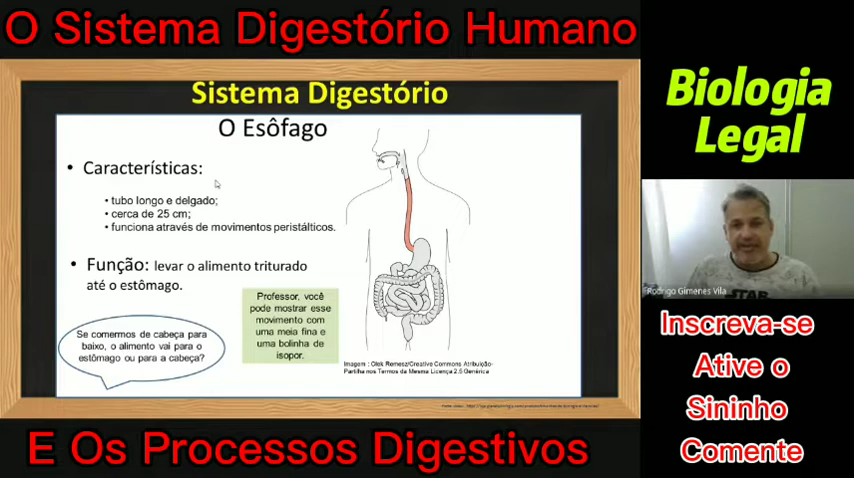 O Sistema Digestório Humano
Sistema Digestório
O Esôfago
• Características:
• tubo longo e delgado;
• cerca de 25 cm;
• funciona através de movimentos peristálticos.
• Função: levar o alimento triturado
até o estômago.
Se comermos de cabeça para
baixo, o alimento vai para o
estômago ou para a cabeça?
Professor, você
pode mostrar esse
movimento com
uma meia fina e
uma bolinha de
isopor.
Imagem : Olek Remesz/Creative Commons Atribuição-
Partilha nos Termos da Mesma Licença 2.5 Genérica
E Os Processos Digestivos
Biologia
Legal
Rodrigo Gimenes Vila
STAR
Inscreva-se
Ative o
Sininho
Comente